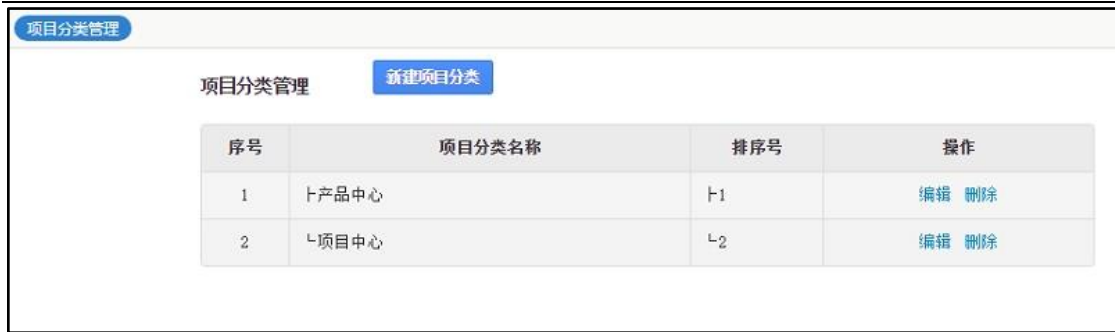 项目分类管理
项目分类管理 新建项目分类
序号 项目分类名称 排序号 操作
1 ├产品中心 ├1 编辑 删除
2 └项目中心 └2 编辑 删除